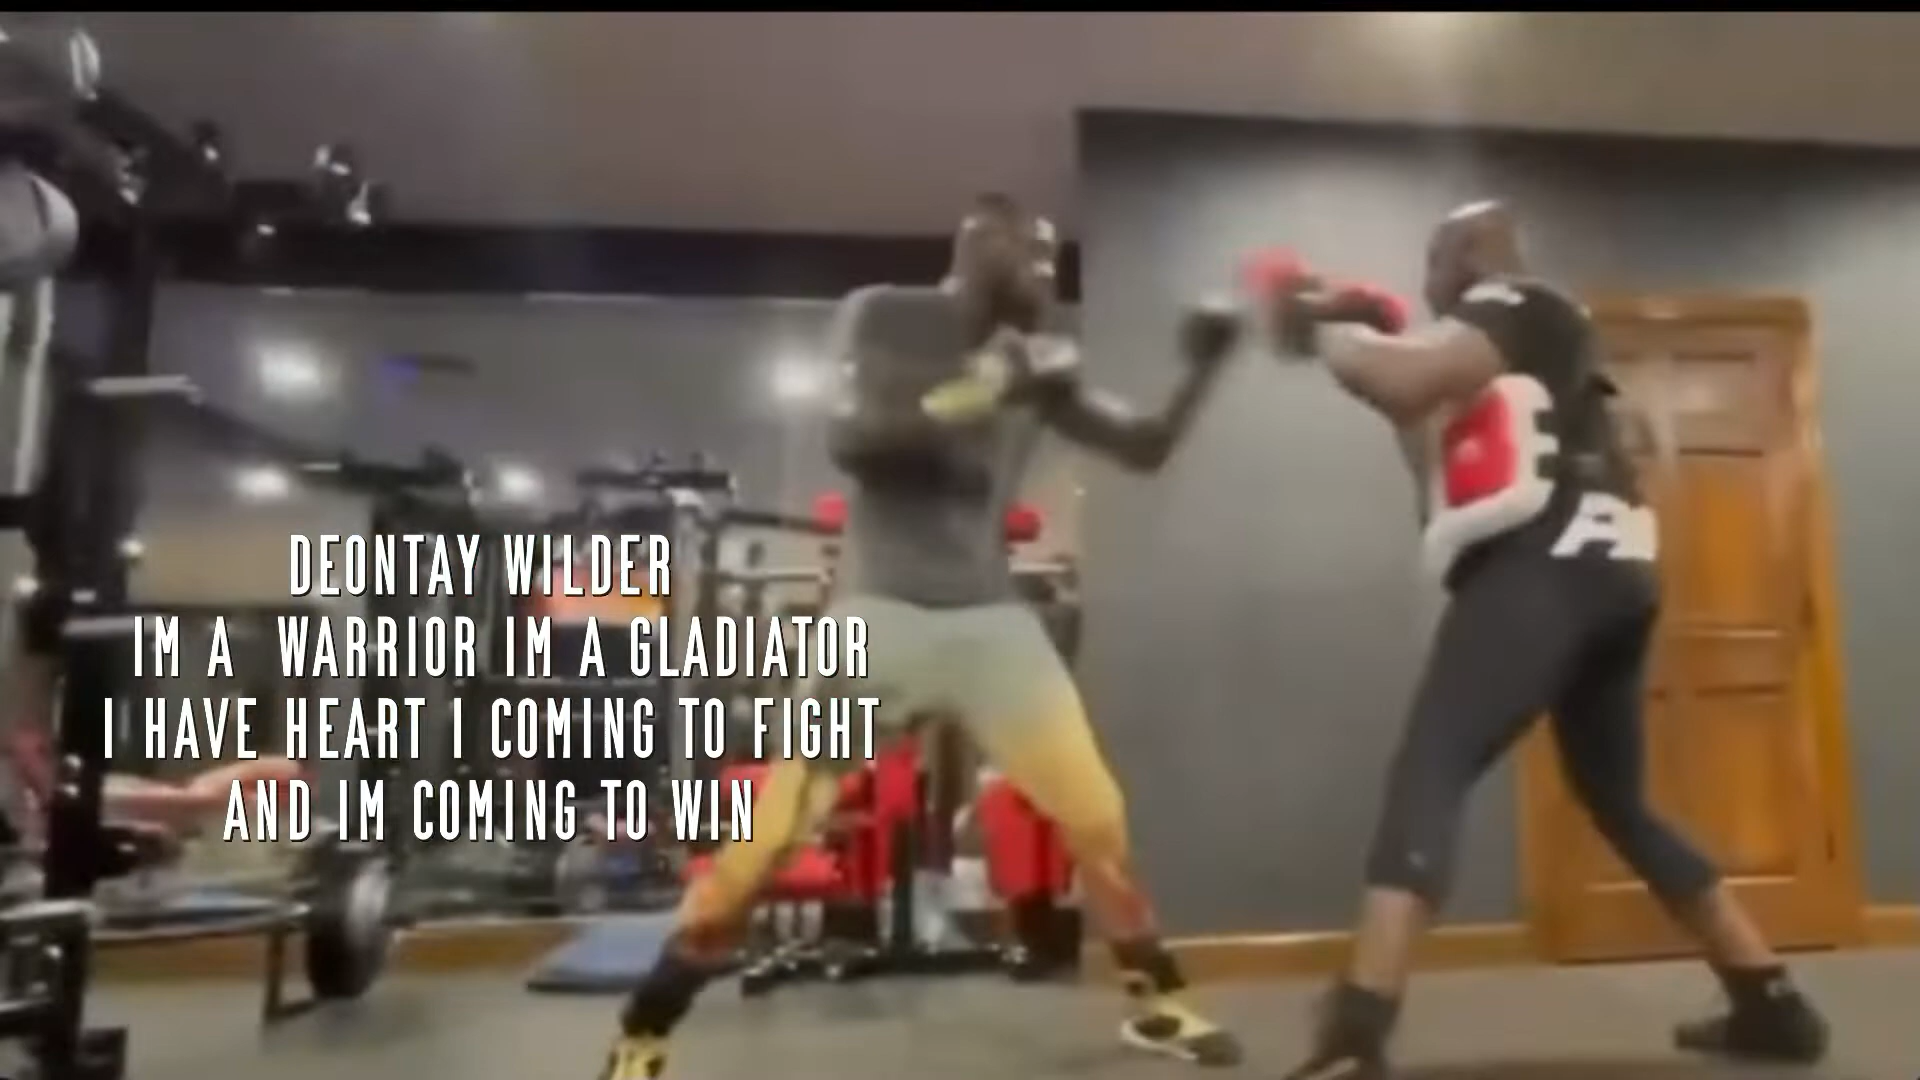 DEONTAY WILDER
IM A WARRIOR IM A GLADIATOR
I HAVE HEART I COMING TO FIGHT
AND IM COMING TO WIN